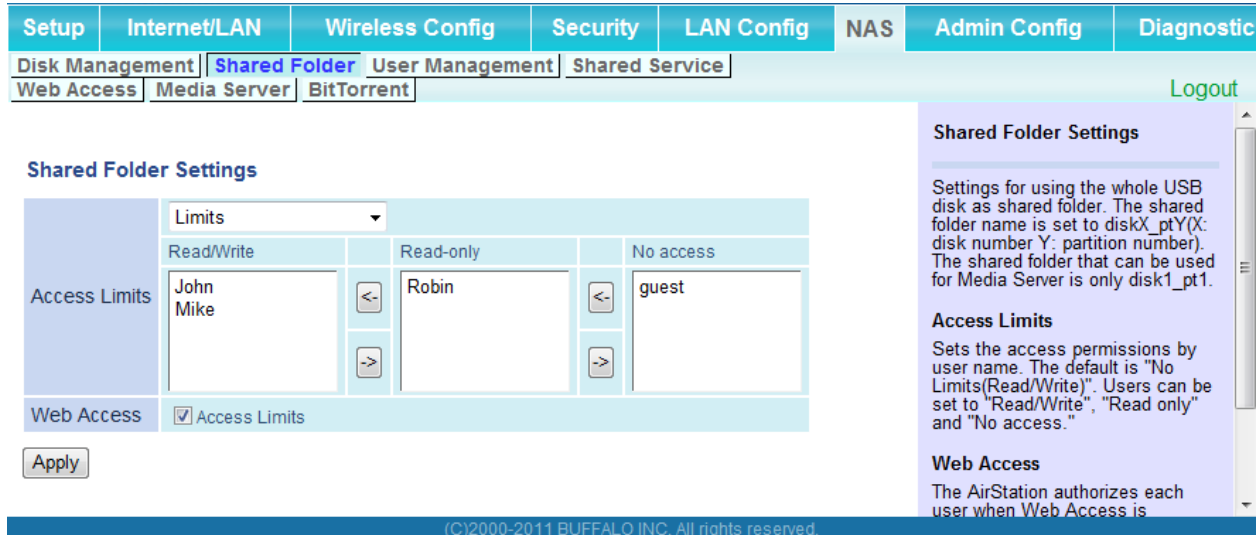 Setup Internet/LAN Wireless Config Security LAN Config NAS Admin Config Diagnostic
Disk Management Shared Folder User Management Shared Service
Web Access Media Server BitTorrent
Logout
Shared Folder Settings
Access Limits
Limits
Read/Write Read-only No access
John
Mike
<-
->
Robin
<-
->
guest
Web Access Access Limits
Apply
Shared Folder Settings
Settings for using the whole USB
disk as shared folder. The shared
folder name is set to diskX_ptY(X:
disk number Y: partition number).
The shared folder that can be used
for Media Server is only disk1_pt1.
Access Limits
Sets the access permissions by
user name. The default is "No
Limits(Read/Write)". Users can be
set to "Read/Write", "Read only"
and "No access."
Web Access
The AirStation authorizes each
user when Web Access is
(C)2000-2011 BUFFALO INC. All rights reserved.